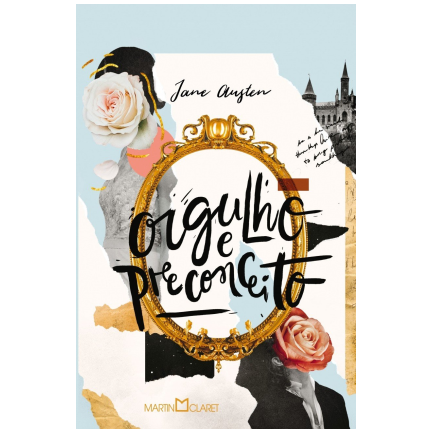 Jane Austen
orgulho
e
preconceito
MARTIN CLARET